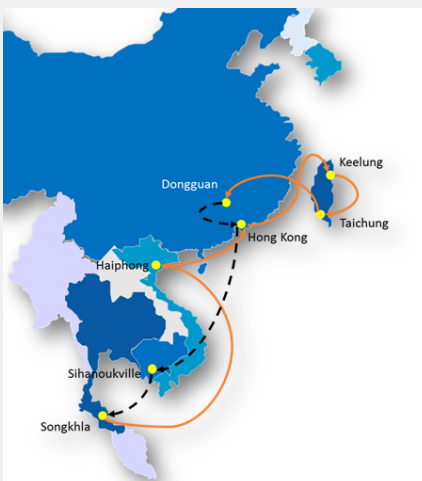 Keelung
Dongguan
Taichung
Hong Kong
Haiphong
Sihanoukville
Songkhla